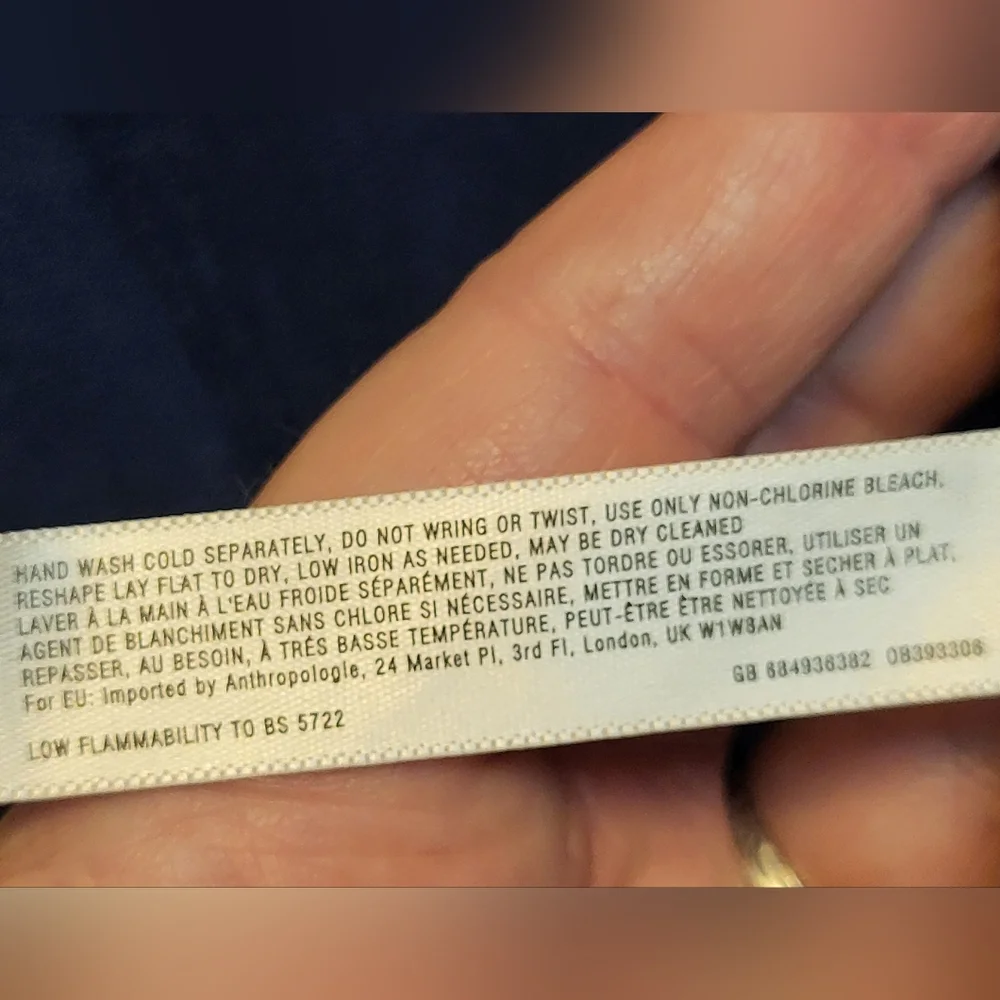 HAND WASH COLD SEPARATELY, DO NOT WRING OR TWIST, USE ONLY NON-CHLORINE BLEACH,
RESHAPE LAY FLAT TO DRY, LOW IRON AS NEEDED, MAY BE DRY CLEANED
LAVER À LA MAIN À L'EAU FROIDE SÉPARÉMENT, NE PAS TORDRE OU ESSORER, UTILISER UN
AGENT DE BLANCHIMENT SANS CHLORE SI NÉCESSAIRE, METTRE EN FORME ET SECHER À PLAT,
REPASSER, AU BESOIN, À TRÉS BASSE TEMPÉRATURE, PEUT-ÊTRE ÊTRE NETTOYÉE À SEC
For EU: Imported by Anthropologie, 24 Market Pl, 3rd Fl, London, UK W1W8AN
GB 684936382 08393306
LOW FLAMMABILITY TO BS 5722